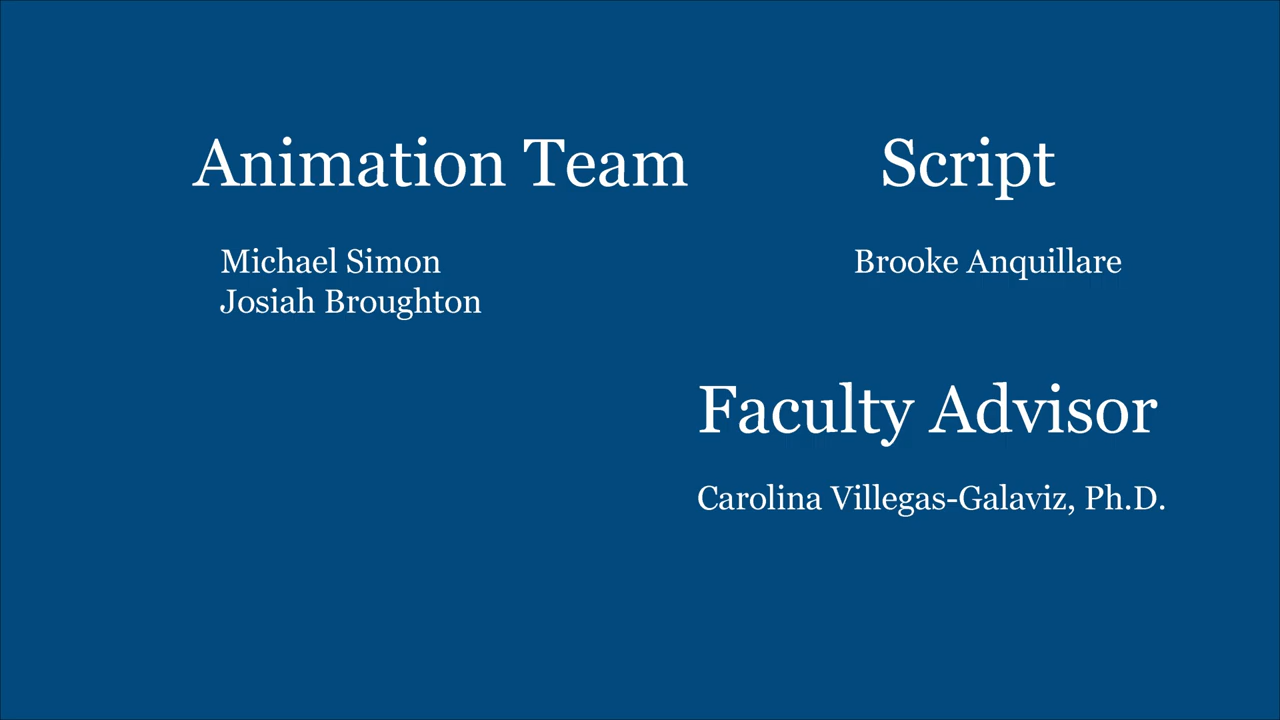 Animation Team
Michael Simon
Josiah Broughton
Script
Brooke Anquillare
Faculty Advisor
Carolina Villegas-Galaviz, Ph.D.